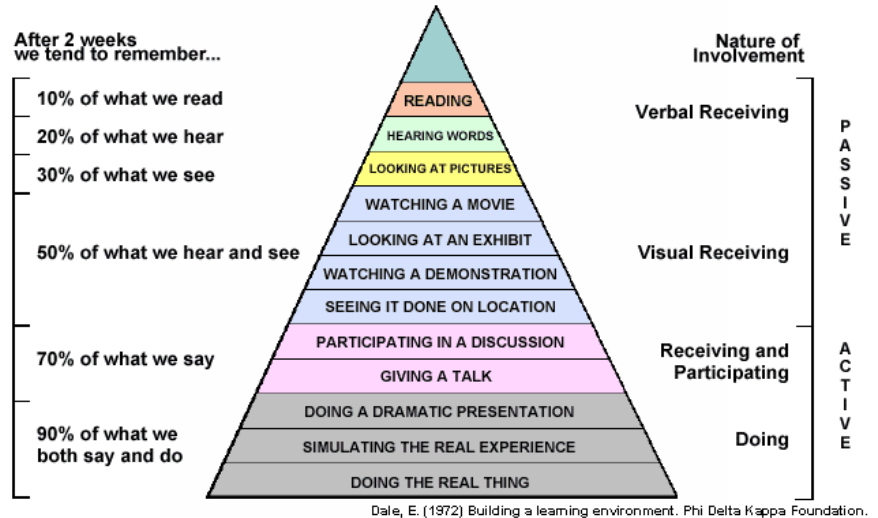 After 2 weeks
we tend to remember...
Nature of
Involvement
10% of what we read
READING
Verbal Receiving
20% of what we hear
HEARING WORDS
30% of what we see
LOOKING AT PICTURES
PASSIVE
WATCHING A MOVIE
50% of what we hear and see
LOOKING AT AN EXHIBIT
Visual Receiving
WATCHING A DEMONSTRATION
SEEING IT DONE ON LOCATION
70% of what we say
PARTICIPATING IN A DISCUSSION
GIVING A TALK
Receiving and
Participating
ACTIVE
90% of what we
both say and do
DOING A DRAMATIC PRESENTATION
SIMULATING THE REAL EXPERIENCE
DOING THE REAL THING
Doing
Dale, E. (1972) Building a learning environment. Phi Delta Kappa Foundation.